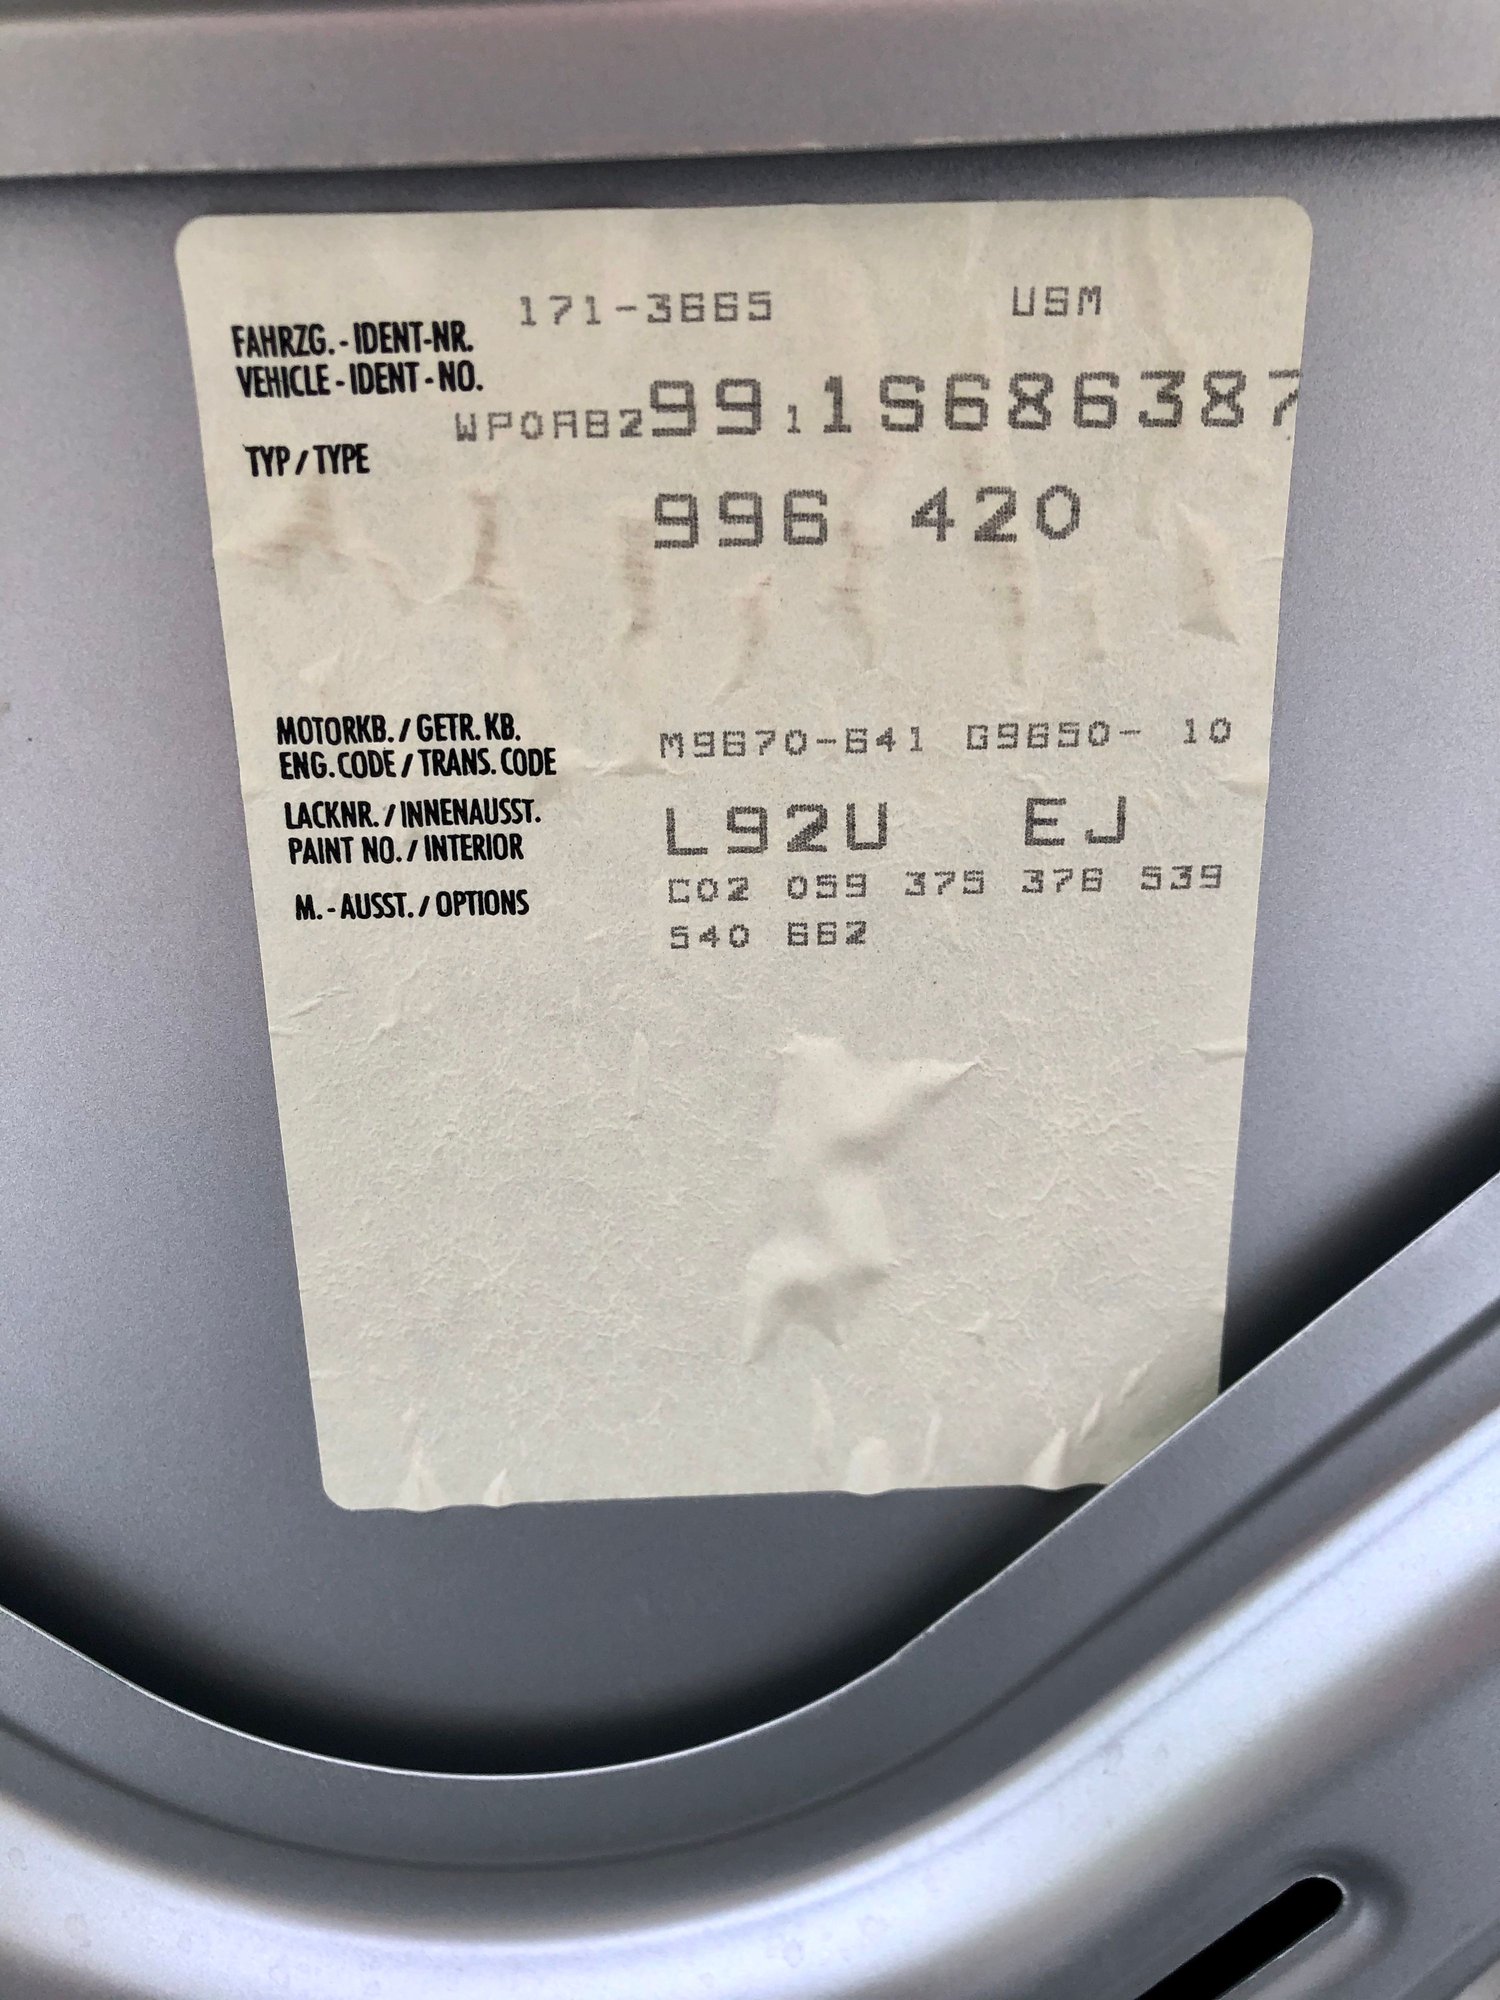 171-3665 USM
FAHRZG.-IDENT-NR.
VEHICLE-IDENT-NO.
WP0AB29911S686387
TYP/TYPE
996 420
MOTORKB./GETR.KB.
ENG.CODE/TRANS.CODE
M9670-641 G9650- 10
LACKNR./INNENAUSST.
PAINT NO./INTERIOR
L92U EJ
M.-AUSST./OPTIONS
C02 059 375 376 539
540 662